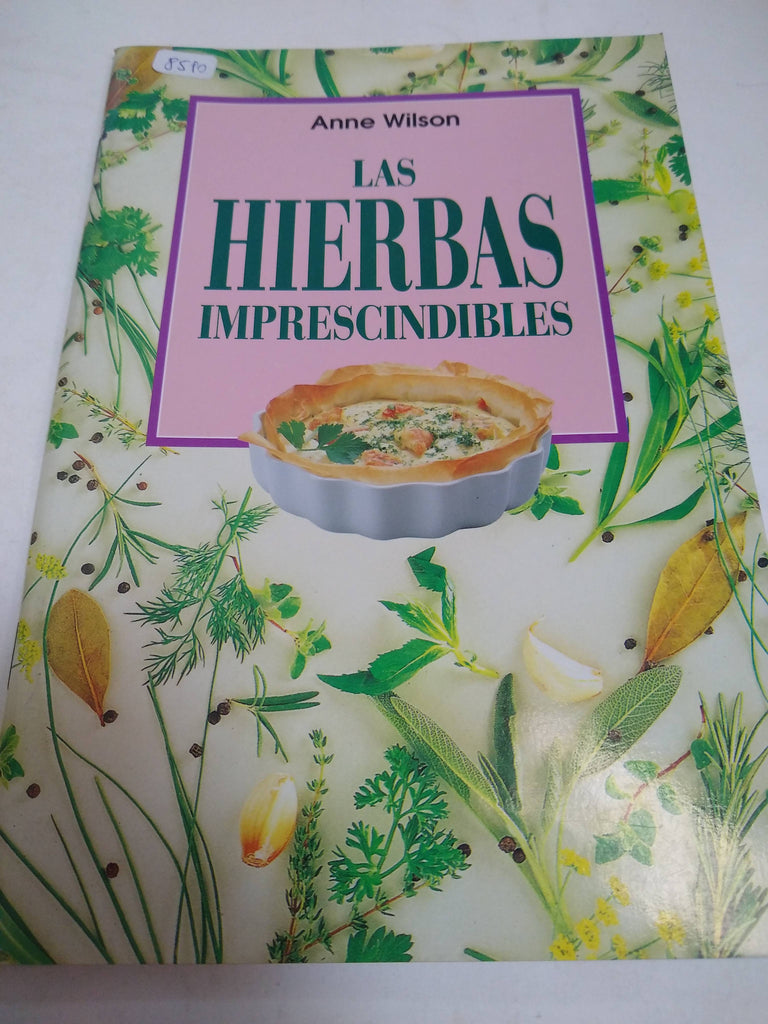 8590
Anne Wilson
LAS
HIERBAS
IMPRESCINDIBLES